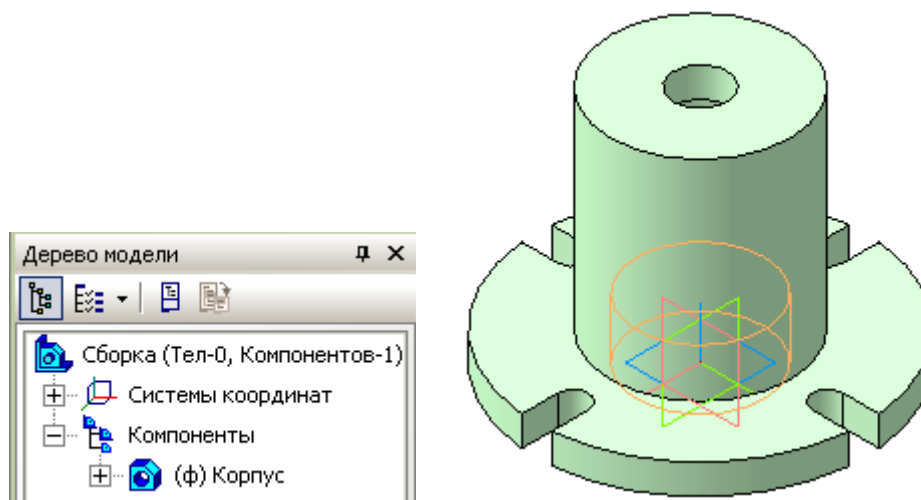 Дерево модели
Сборка (Тел-0, Компонентов-1)
Системы координат
Компоненты
(ф) Корпус